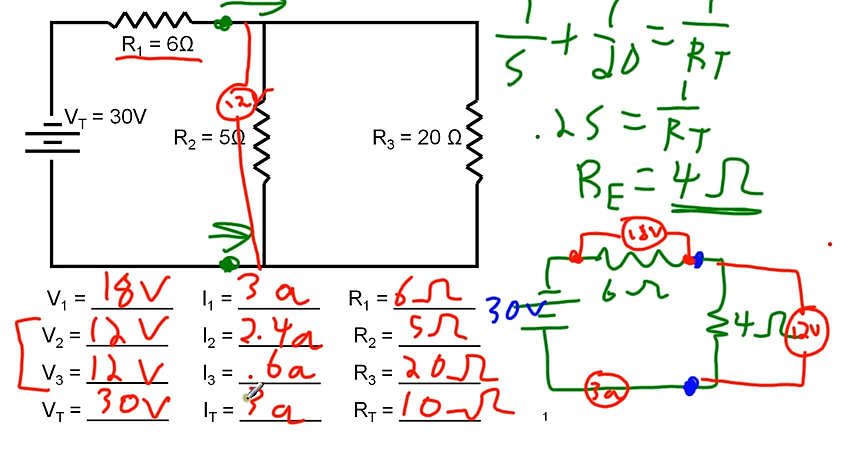 R1 = 6Ω
VT = 30V
12
R2 = 5Ω
R3 = 20 Ω
1/5 + 1/20 = 1/RT
.25 = 1/RT
RE = 4Ω
18V
6Ω
30V
4Ω
12V
3a
V1 = 18V I1 = 3a R1 = 6Ω
V2 = 12V I2 = 2.4a R2 = 5Ω
V3 = 12V I3 = .6a R3 = 20Ω
VT = 30V IT = 3a RT = 10Ω
1